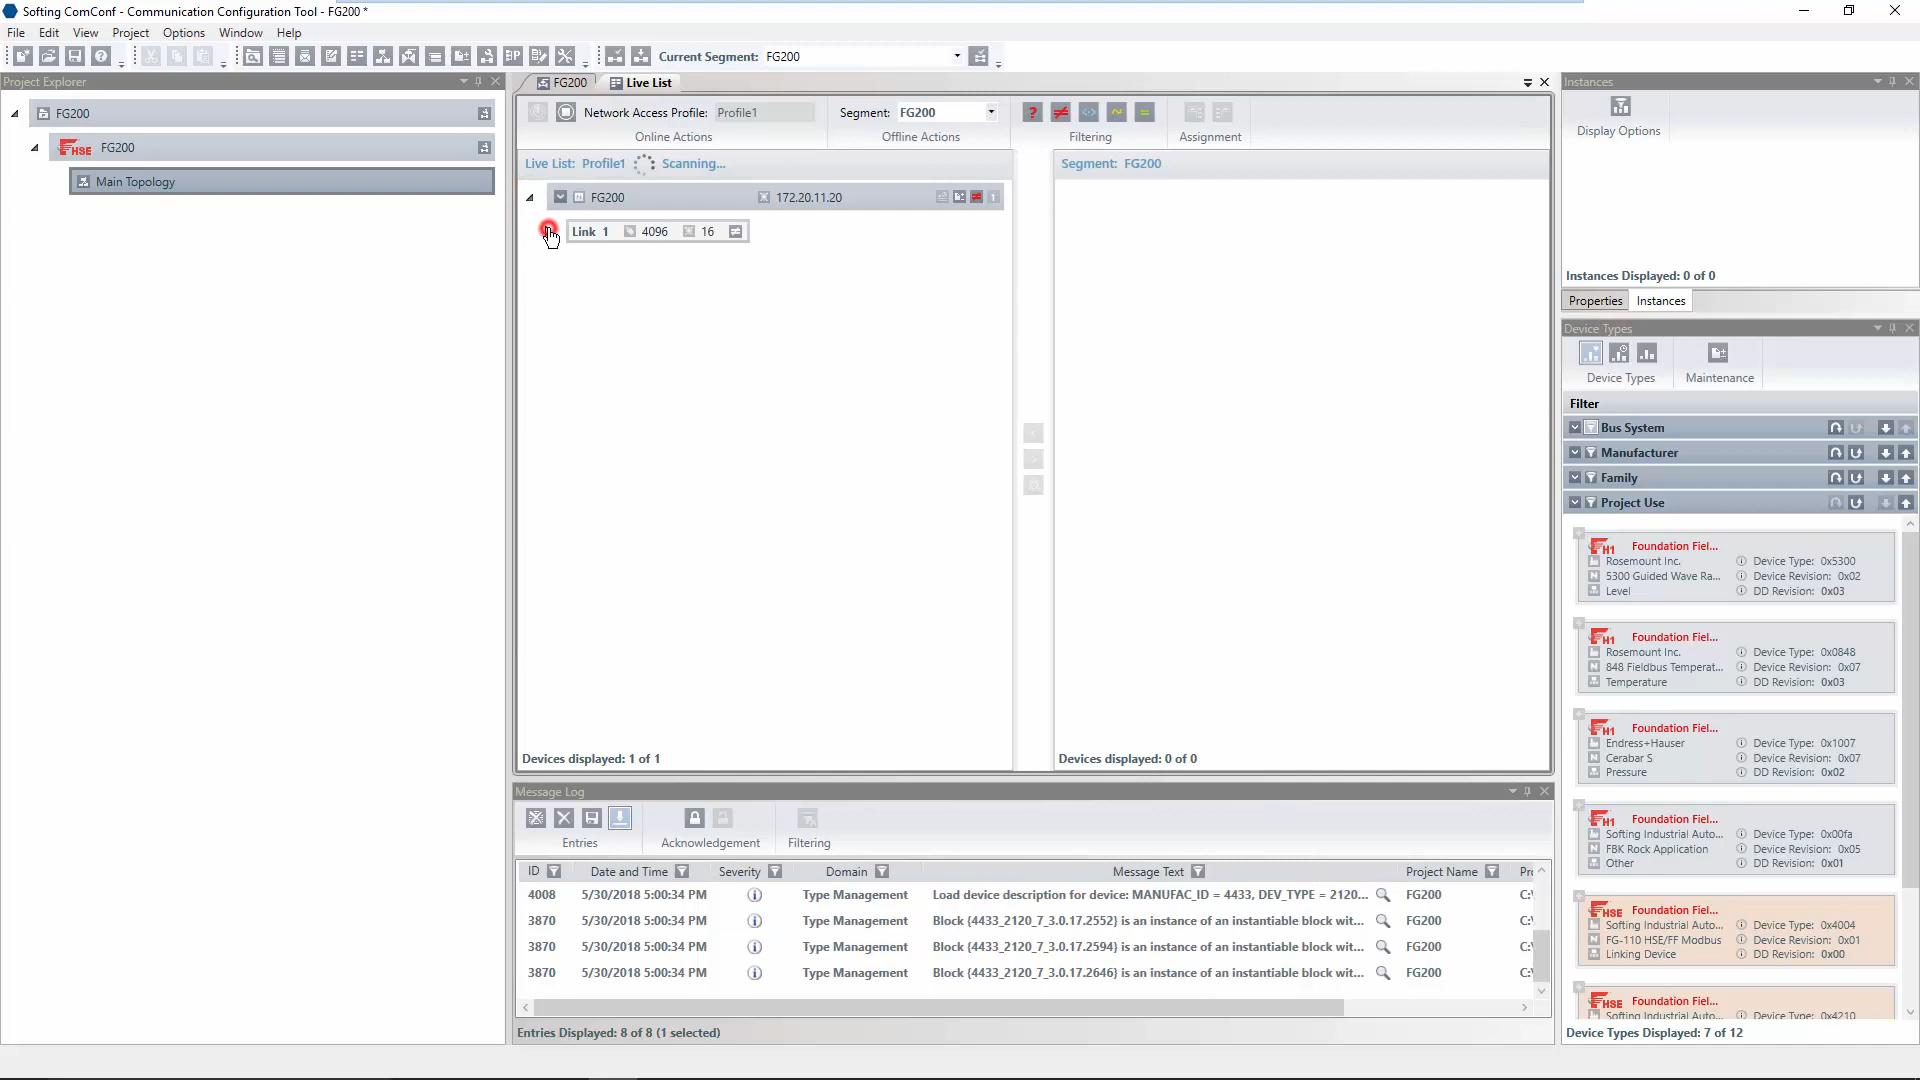 Softing ComConf - Communication Configuration Tool - FG200 *
File Edit View Project Options Window Help
Current Segment: FG200
Project Explorer
FG200
HSE FG200
Main Topology
FG200 Live List
Network Access Profile: Profile1 Segment: FG200
Online Actions Offline Actions Filtering Assignment
Live List: Profile1 Scanning...
FG200 172.20.11.20
Link 1 4096 16
Devices displayed: 1 of 1
Segment: FG200
Devices displayed: 0 of 0
Message Log
Entries Acknowledgement Filtering
ID Date and Time Severity Domain Message Text Project Name Pr
4008 5/30/2018 5:00:34 PM Type Management Load device description for device: MANUFAC_ID = 4433, DEV_TYPE = 2120... FG200 C:\
3870 5/30/2018 5:00:34 PM Type Management Block {4433_2120_7_3.0.17.2552} is an instance of an instantiable block wit... FG200 C:\
3870 5/30/2018 5:00:34 PM Type Management Block {4433_2120_7_3.0.17.2594} is an instance of an instantiable block wit... FG200 C:\
3870 5/30/2018 5:00:34 PM Type Management Block {4433_2120_7_3.0.17.2646} is an instance of an instantiable block wit... FG200 C:\
Entries Displayed: 8 of 8 (1 selected)
Instances
Display Options
Instances Displayed: 0 of 0
Properties Instances
Device Types
Device Types Maintenance
Filter
Bus System
Manufacturer
Family
Project Use
H1 Foundation Fiel...
Rosemount Inc. Device Type: 0x5300
5300 Guided Wave Ra... Device Revision: 0x02
Level DD Revision: 0x03
H1 Foundation Fiel...
Rosemount Inc. Device Type: 0x0848
848 Fieldbus Temperat... Device Revision: 0x07
Temperature DD Revision: 0x03
H1 Foundation Fiel...
Endress+Hauser Device Type: 0x1007
Cerabar S Device Revision: 0x07
Pressure DD Revision: 0x02
H1 Foundation Fiel...
Softing Industrial Auto... Device Type: 0x00fa
FBK Rock Application Device Revision: 0x05
Other DD Revision: 0x01
HSE Foundation Fiel...
Softing Industrial Auto... Device Type: 0x4004
FG-110 HSE/FF Modbus Device Revision: 0x01
Linking Device DD Revision: 0x00
HSE Foundation Fiel...
Softing Industrial Auto... Device Type: 0x4210
Device Types Displayed: 7 of 12